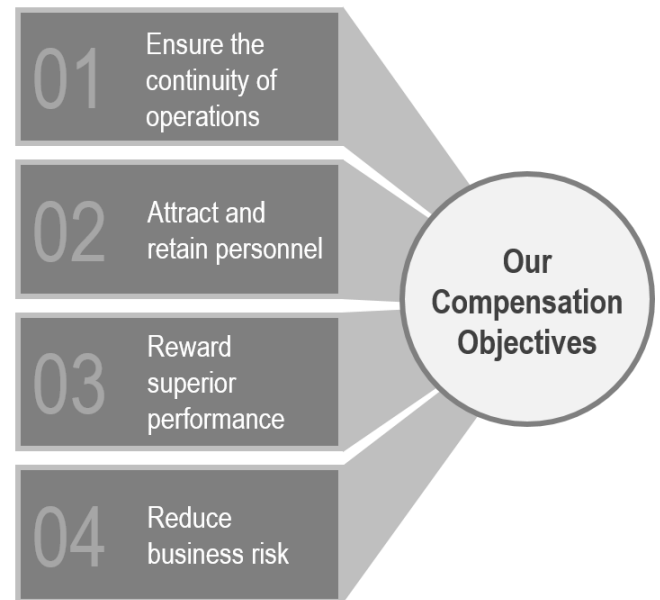 01
Ensure the
continuity of
operations
02
Attract and
retain personnel
03
Reward
superior
performance
04
Reduce
business risk
Our
Compensation
Objectives